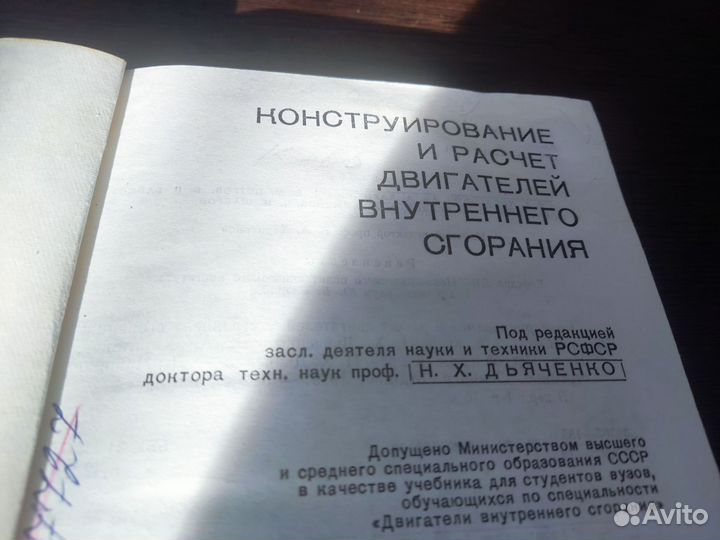 КОНСТРУИРОВАНИЕ
И РАСЧЕТ
ДВИГАТЕЛЕЙ
ВНУТРЕННЕГО
СГОРАНИЯ
Под редакцией
засл. деятеля науки и техники РСФСР
доктора техн. наук проф. Н. Х. ДЬЯЧЕНКО
Допущено Министерством высшего
и среднего специального образования СССР
в качестве учебника для студентов вузов,
обучающихся по специальности
«Двигатели внутреннего сгорания»
Avito